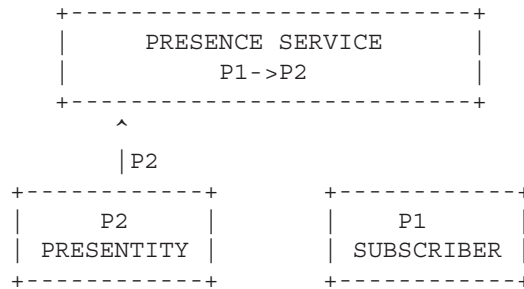 +---------------------------+
| PRESENCE SERVICE |
| P1->P2 |
+---------------------------+
^
|P2
+------------+ +------------+
| P2 | | P1 |
| PRESENTITY | | SUBSCRIBER |
+------------+ +------------+